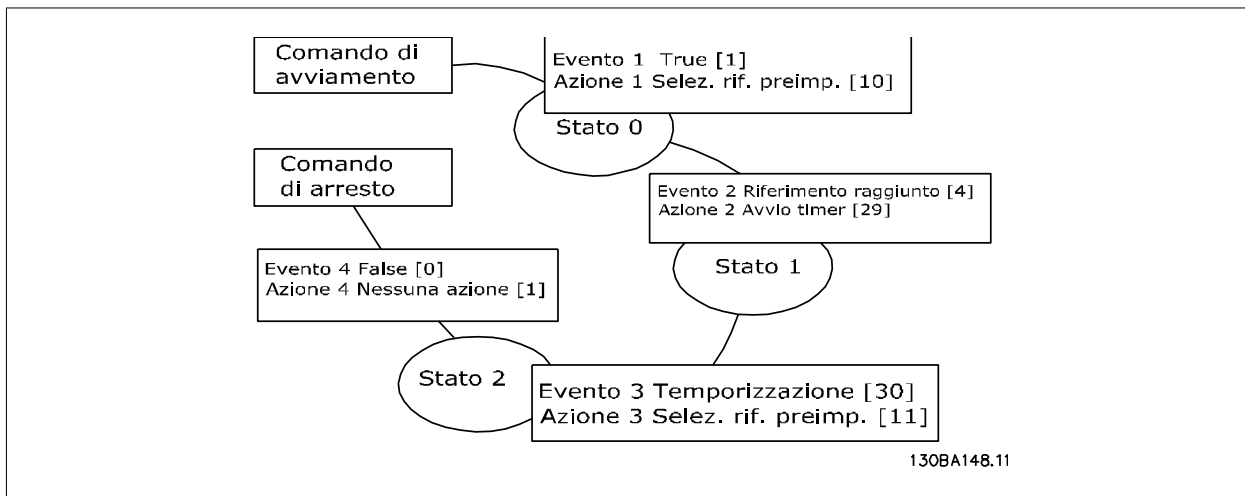 Comando di
avviamento
Evento 1 True [1]
Azione 1 Selez. rif. preimp. [10]
Stato 0
Comando
di arresto
Evento 2 Riferimento raggiunto [4]
Azione 2 Avvio timer [29]
Stato 1
Evento 4 False [0]
Azione 4 Nessuna azione [1]
Stato 2
Evento 3 Temporizzazione [30]
Azione 3 Selez. rif. preimp. [11]
130BA148.11